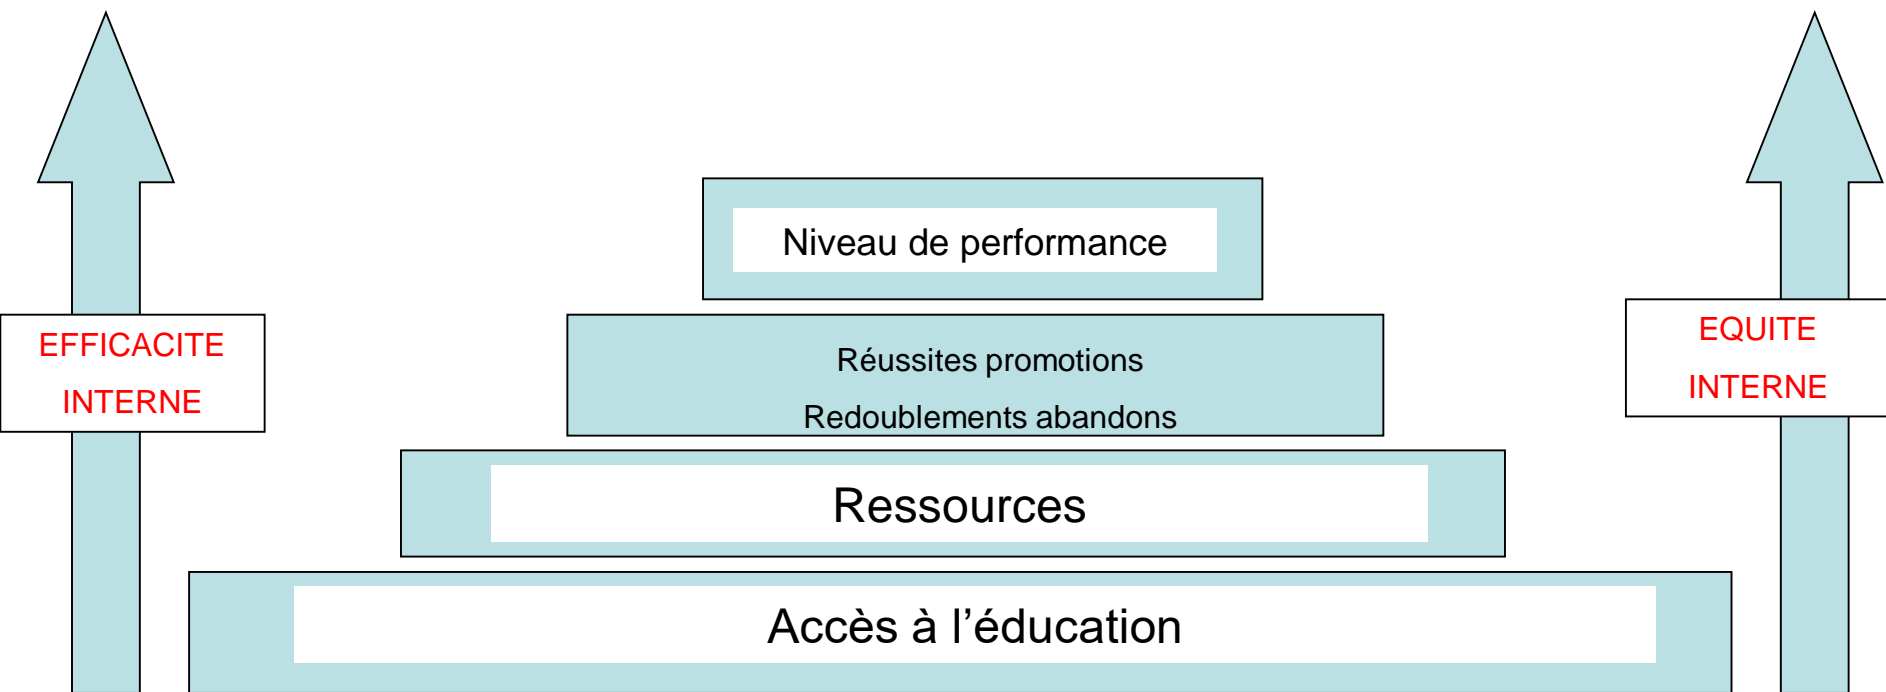 Niveau de performance
EFFICACITE
INTERNE
Réussites promotions
Redoublements abandons
EQUITE
INTERNE
Ressources
Accès à l’éducation